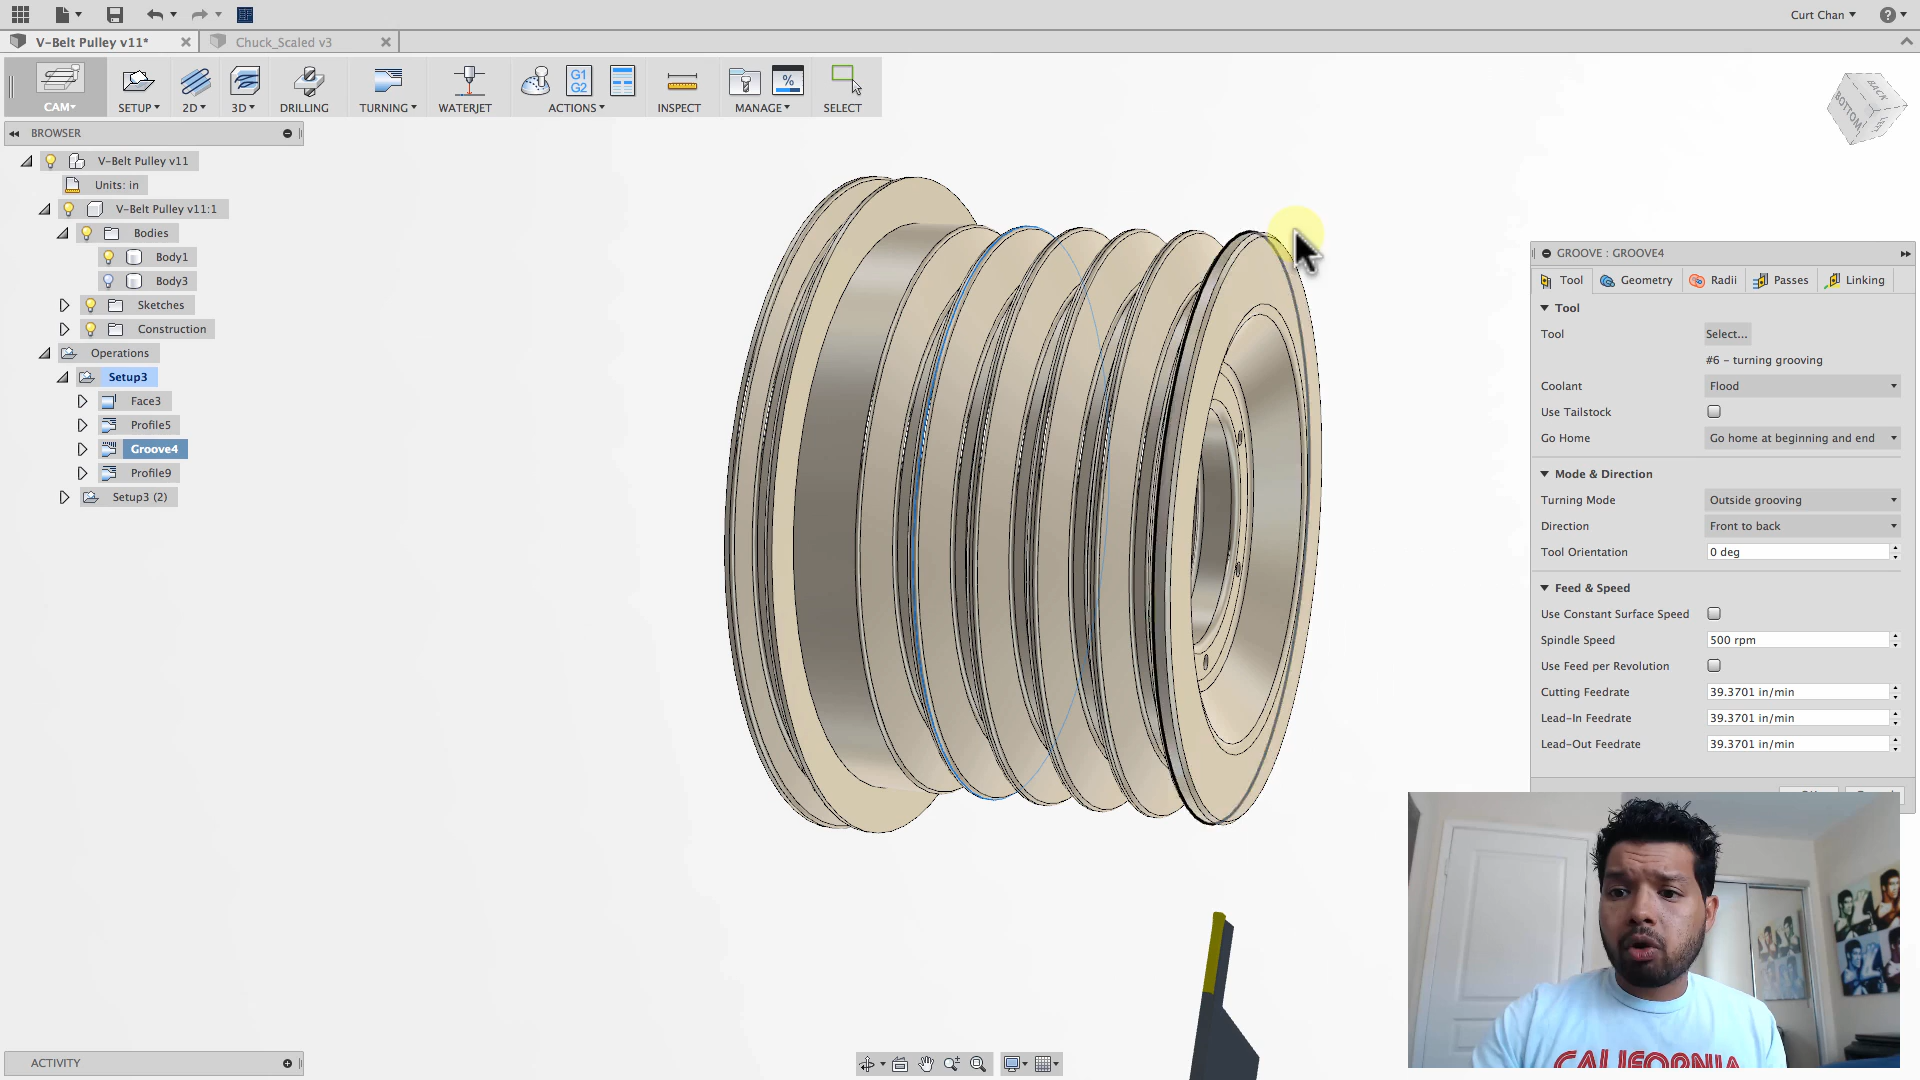 Curt Chan
V-Belt Pulley v11*
Chuck_Scaled v3
CAM
SETUP
2D
3D
DRILLING
TURNING
WATERJET
G1
G2
ACTIONS
INSPECT
%
MANAGE
SELECT
BACK
BOTTOM
BROWSER
V-Belt Pulley v11
Units: in
V-Belt Pulley v11:1
Bodies
Body1
Body3
Sketches
Construction
Operations
Setup3
Face3
Profile5
Groove4
Profile9
Setup3 (2)
GROOVE : GROOVE4
Tool Geometry Radii Passes Linking
Tool
Tool Select...
#6 - turning grooving
Coolant Flood
Use Tailstock
Go Home Go home at beginning and end
Mode & Direction
Turning Mode Outside grooving
Direction Front to back
Tool Orientation 0 deg
Feed & Speed
Use Constant Surface Speed
Spindle Speed 500 rpm
Use Feed per Revolution
Cutting Feedrate 39.3701 in/min
Lead-In Feedrate 39.3701 in/min
Lead-Out Feedrate 39.3701 in/min
CALIFORNIA
ACTIVITY